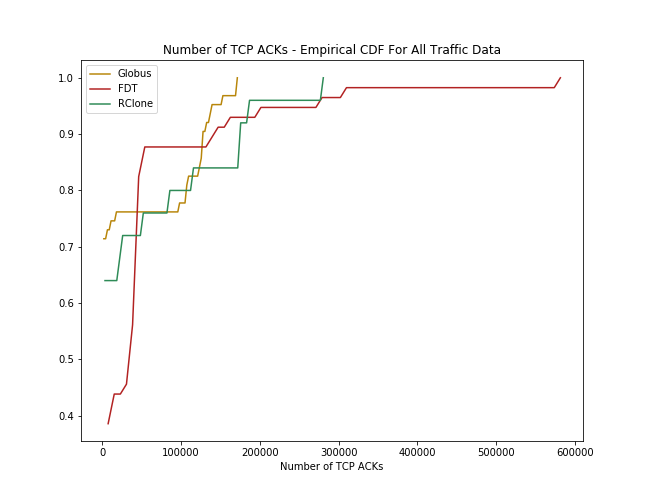 Number of TCP ACKs - Empirical CDF For All Traffic Data
Globus
FDT
RClone
1.0
0.9
0.8
0.7
0.6
0.5
0.4
0 100000 200000 300000 400000 500000 600000
Number of TCP ACKs